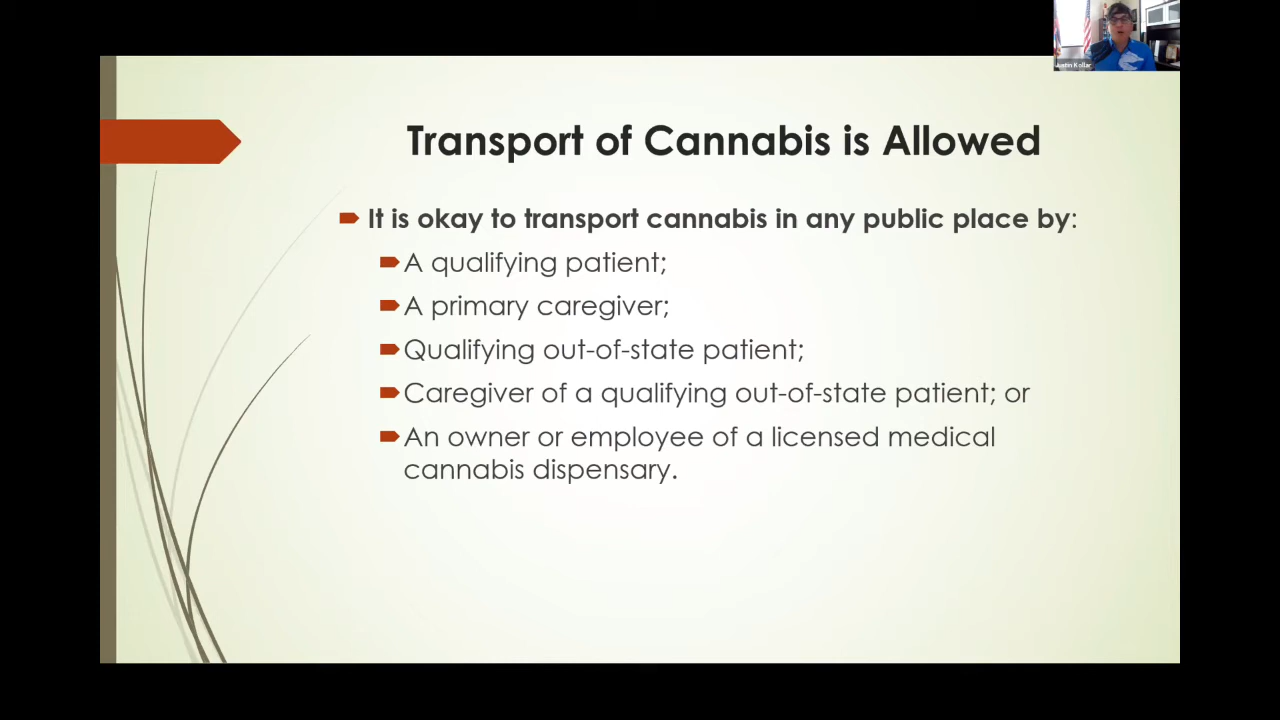 Justin Kollar
Transport of Cannabis is Allowed
It is okay to transport cannabis in any public place by:
A qualifying patient;
A primary caregiver;
Qualifying out-of-state patient;
Caregiver of a qualifying out-of-state patient; or
An owner or employee of a licensed medical
cannabis dispensary.